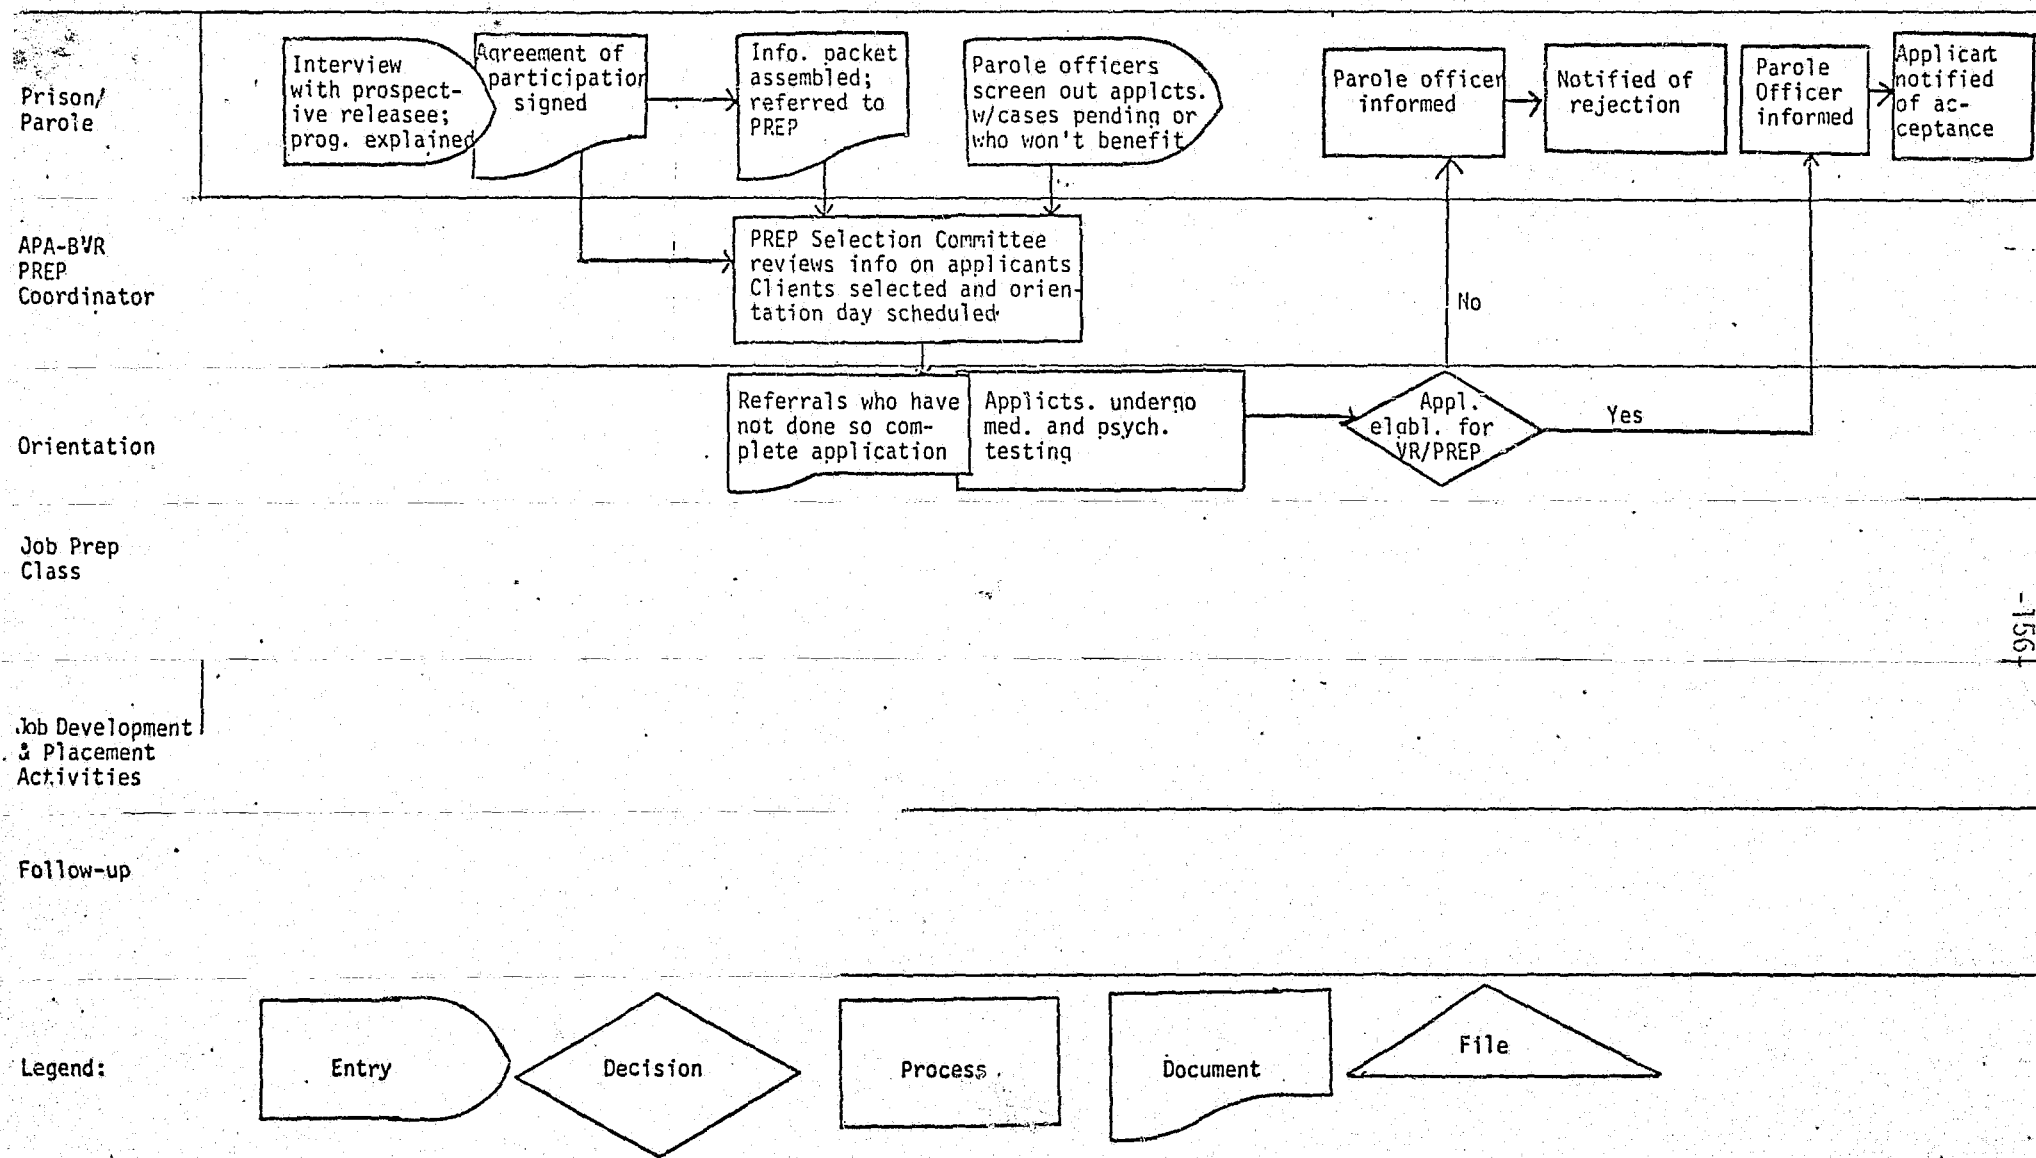 Prison/
Parole
Interview
with prospect-
ive releasee;
prog. explained
Agreement of
participation
signed
Info. packet
assembled;
referred to
PREP
Parole officers
screen out applcts.
w/cases pending or
who won't benefit
Parole officer
informed
Notified of
rejection
Parole
Officer
informed
Applicant
notified
of ac-
ceptance
APA-BVR
PREP
Coordinator
PREP Selection Committee
reviews info on applicants
Clients selected and orien-
tation day scheduled
No
Orientation
Referrals who have
not done so com-
plete application
Applicts. undergo
med. and psych.
testing
Appl.
elgbl. for
VR/PREP
Yes
Job Prep
Class
-156-
Job Development
& Placement
Activities
Follow-up
Legend:
Entry
Decision
Process
Document
File